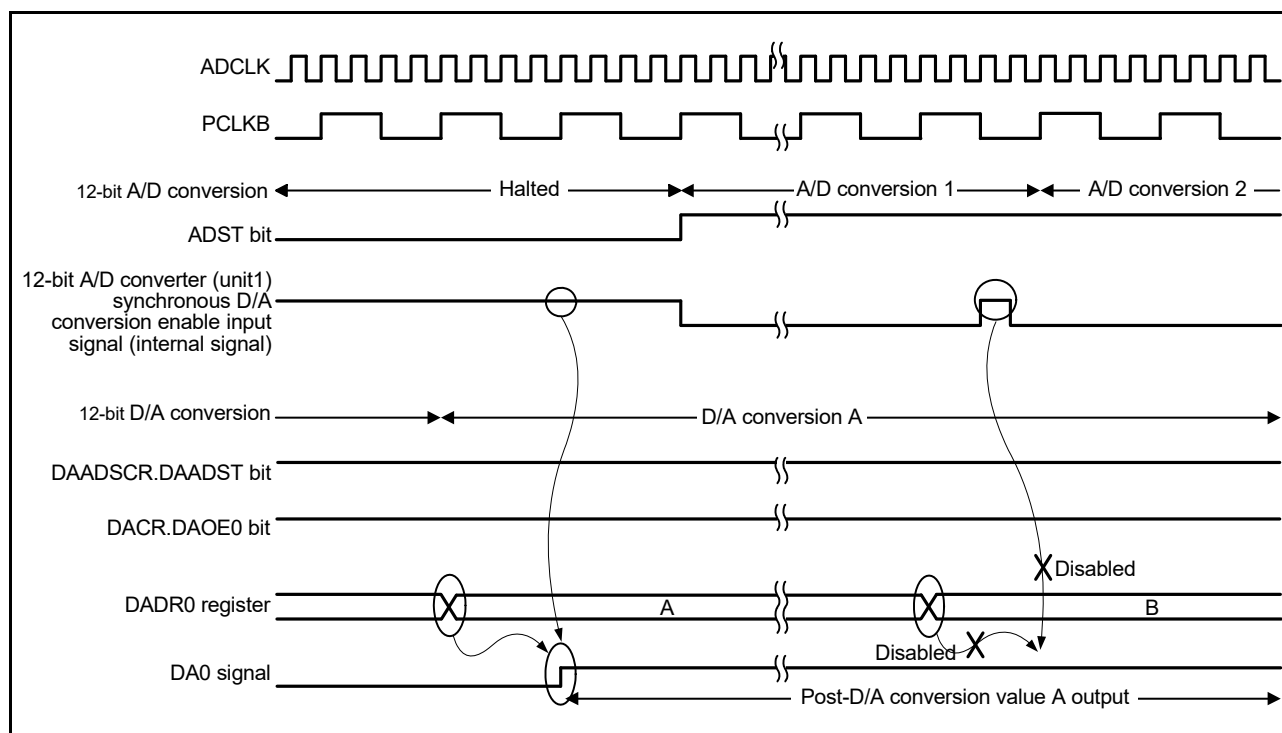 ADCLK
PCLKB
12-bit A/D conversion
Halted
A/D conversion 1
A/D conversion 2
ADST bit
12-bit A/D converter (unit1)
synchronous D/A
conversion enable input
signal (internal signal)
12-bit D/A conversion
D/A conversion A
DAADSCR.DAADST bit
DACR.DAOE0 bit
Disabled
DADR0 register
A
B
Disabled
DA0 signal
Post-D/A conversion value A output